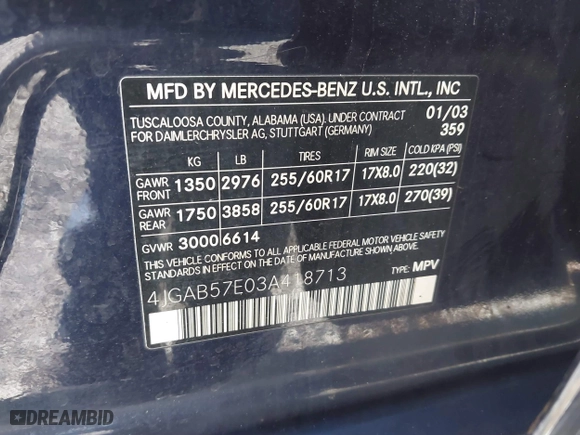 MFD BY MERCEDES-BENZ U.S. INTL., INC
TUSCALOOSA COUNTY, ALABAMA (USA). UNDER CONTRACT 01/03
FOR DAIMLERCHRYSLER AG, STUTTGART (GERMANY) 359
KG LB TIRES RIM SIZE COLD KPA (PSI)
GAWR FRONT 1350 2976 255/60R17 17X8.0 220(32)
GAWR REAR 1750 3858 255/60R17 17X8.0 270(39)
GVWR 3000 6614
THIS VEHICLE CONFORMS TO ALL APPLICABLE FEDERAL MOTOR VEHICLE SAFETY
STANDARDS IN EFFECT ON THE DATE OF MANUFACTURE SHOWN ABOVE.
4JGAB57E03A418713 TYPE: MPV
DREAMBID